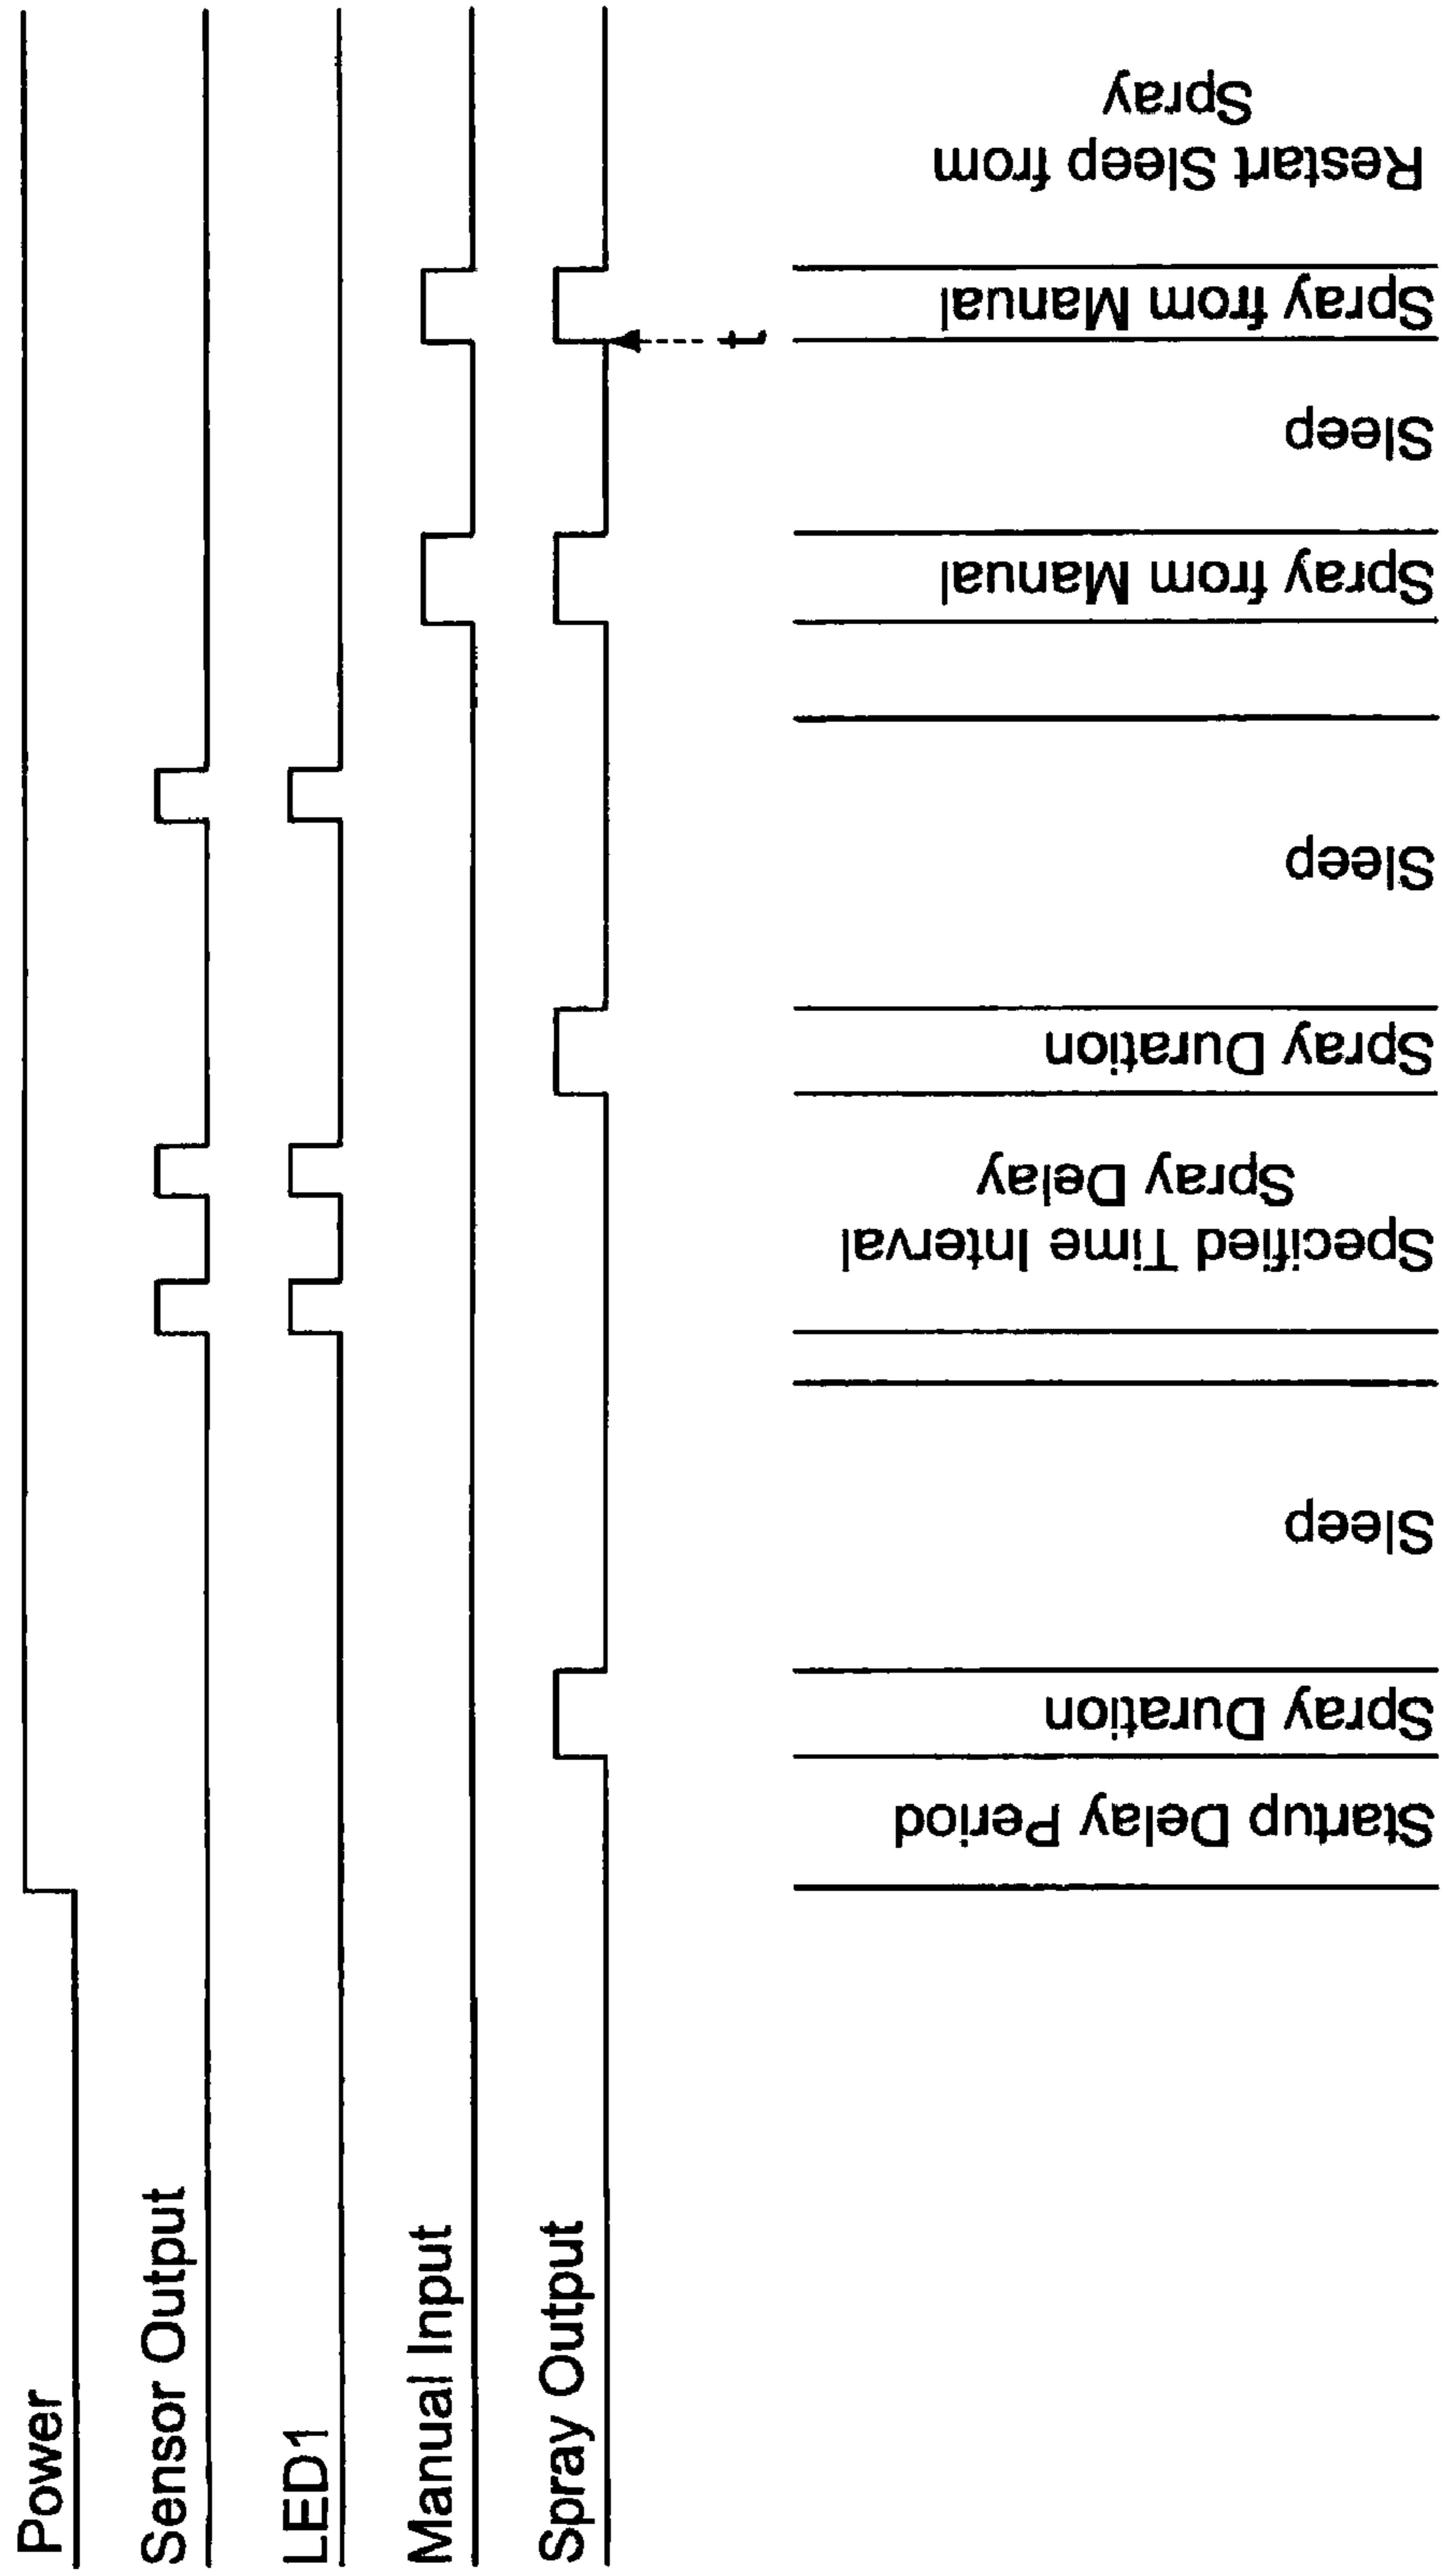 Power
Sensor Output
LED1
Manual Input
Spray Output
t
Startup Delay Period
Spray Duration
Sleep
Specified Time Interval
Spray Delay
Spray Duration
Sleep
Spray from Manual
Sleep
Spray from Manual
Restart Sleep from
Spray